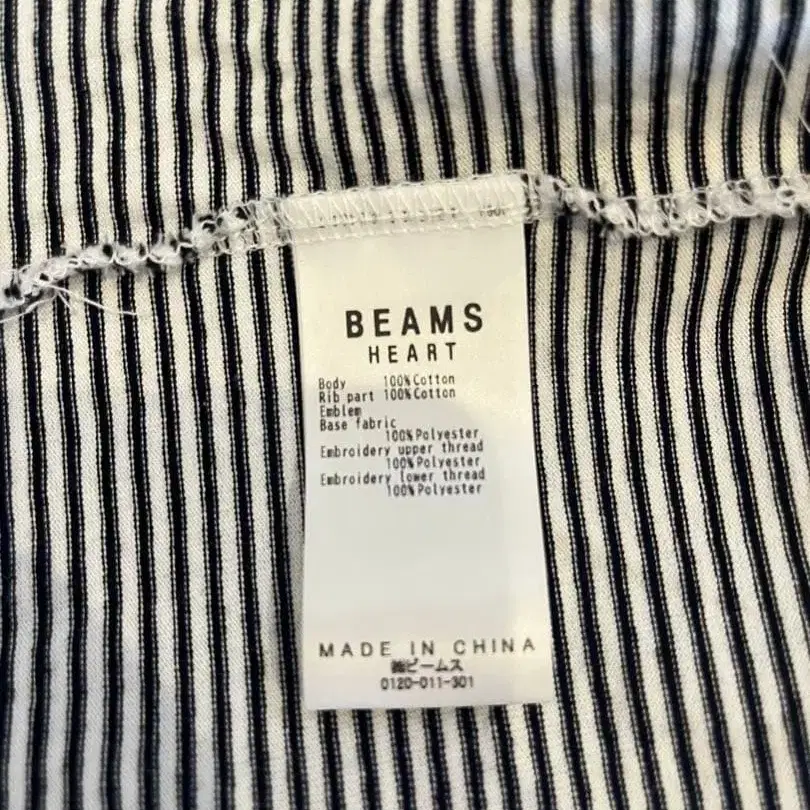 BEAMS
HEART
Body 100%Cotton
Rib part 100%Cotton
Emblem
Base fabric
100%Polyester
Embroidery upper thread
100%Polyester
Embroidery lower thread
100%Polyester
MADE IN CHINA
㈱ビームス
0120-011-301